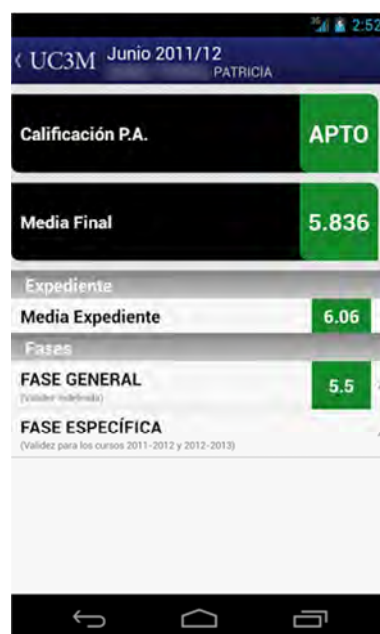 3G 2:52
UC3M Junio 2011/12
PATRICIA
Calificación P.A. APTO
Media Final 5.836
Expediente
Media Expediente 6.06
Fases
FASE GENERAL 5.5
(Validez indefinida)
FASE ESPECÍFICA
(Validez para los cursos 2011-2012 y 2012-2013)